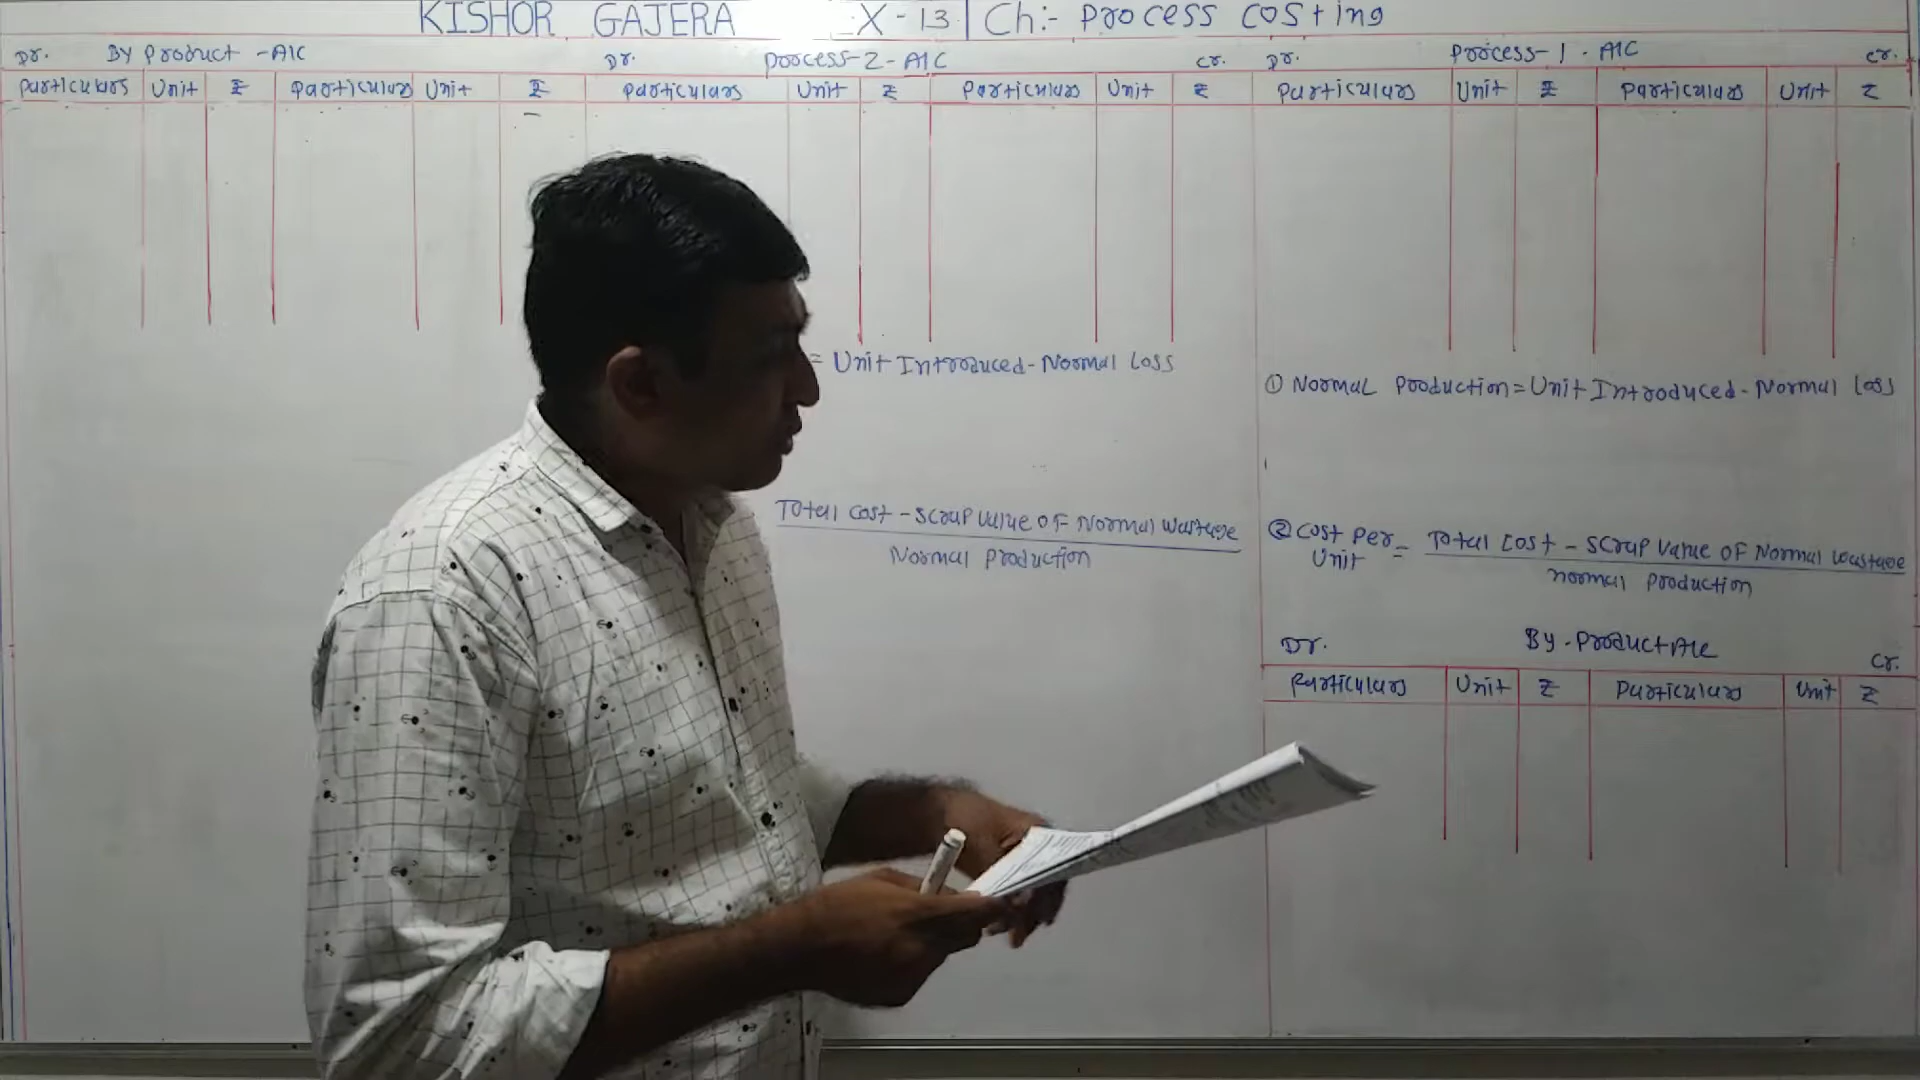 KISHOR GAJERA X-13 Ch:- Process Costing
Dr. By Product - A/C
Particulars Unit ₹ Particulars Unit ₹
Dr. Process-2-A/C Cr.
Particulars Unit ₹ Particulars Unit ₹
= Unit Introduced-Normal Loss
Total Cost - Scrap Value of Normal Wastage
Normal Production
Dr. Process-1-A/C Cr.
Particulars Unit ₹ Particulars Unit ₹
① Normal Production = Unit Introduced-Normal Loss
② Cost Per Unit = Total Cost - Scrap Value of Normal Wastage
normal production
Dr. By-Product A/c Cr.
Particulars Unit ₹ Particulars Unit ₹